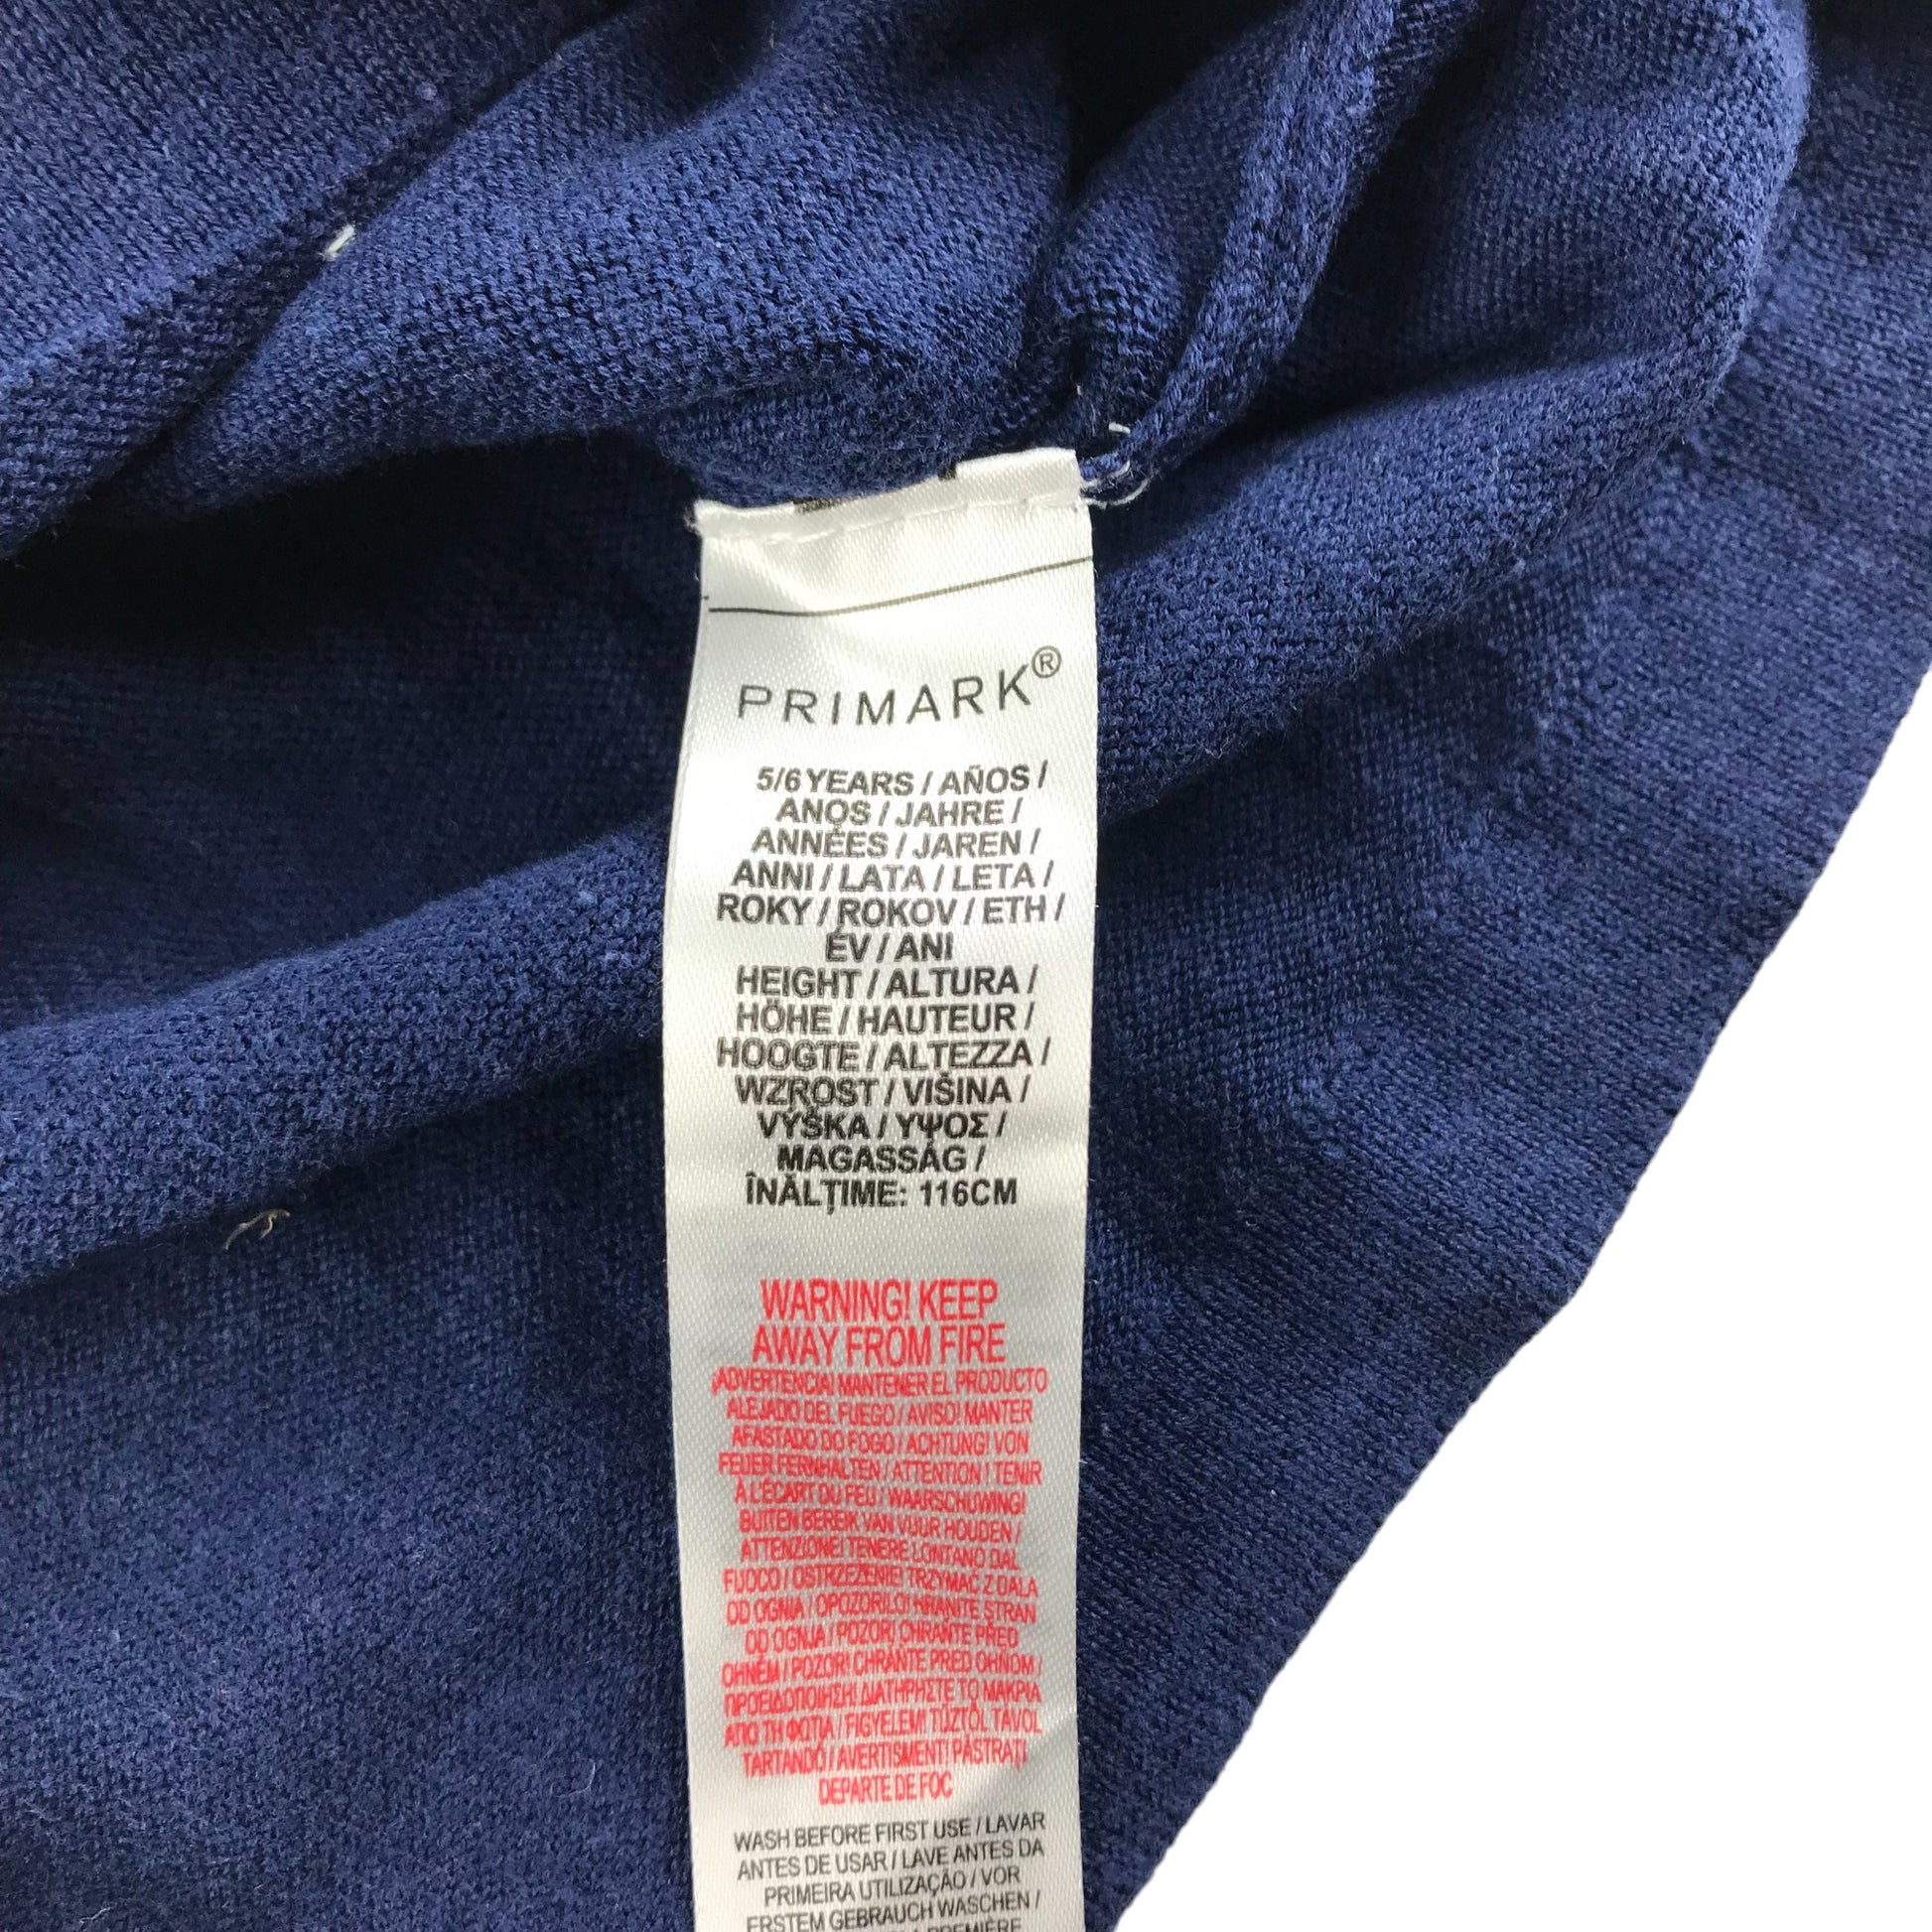 PRIMARK®
5/6 YEARS / AÑOS /
ANOS / JAHRE /
ANNÉES / JAREN /
ANNI / LATA / LETA /
ROKY / ROKOV / ETH /
ÉV / ANI
HEIGHT / ALTURA /
HÖHE / HAUTEUR /
HOOGTE / ALTEZZA /
WZROST / VIŠINA /
VÝŠKA / ΥΨΟΣ /
MAGASSÁG /
ÎNĂLȚIME: 116CM
WARNING! KEEP
AWAY FROM FIRE
¡ADVERTENCIA! MANTENER EL PRODUCTO
ALEJADO DEL FUEGO / AVISO! MANTER
AFASTADO DO FOGO / ACHTUNG! VON
FEUER FERNHALTEN / ATTENTION ! TENIR
À L'ÉCART DU FEU / WAARSCHUWING!
BUITEN BEREIK VAN VUUR HOUDEN /
ATTENZIONE! TENERE LONTANO DAL
FUOCO / OSTRZEŻENIE! TRZYMAĆ Z DALA
OD OGNIA / OPOZORILO! HRANITE STRAN
OD OGNJA / POZOR! CHRAŇTE PŘED
OHNĚM / POZOR! CHRÁŇTE PRED OHŇOM /
ΠΡΟΕΙΔΟΠΟΙΗΣΗ! ΔΙΑΤΗΡΗΣΤΕ ΤΟ ΜΑΚΡΙΑ
ΑΠΟ ΤΗ ΦΩΤΙΑ / FIGYELEM! TŰZTŐL TÁVOL
TARTANDÓ / AVERTISMENT! PĂSTRAȚI
DEPARTE DE FOC
WASH BEFORE FIRST USE / LAVAR
ANTES DE USAR / LAVE ANTES DA
PRIMEIRA UTILIZAÇÃO / VOR
ERSTEM GEBRAUCH WASCHEN /
PREMIÈRE